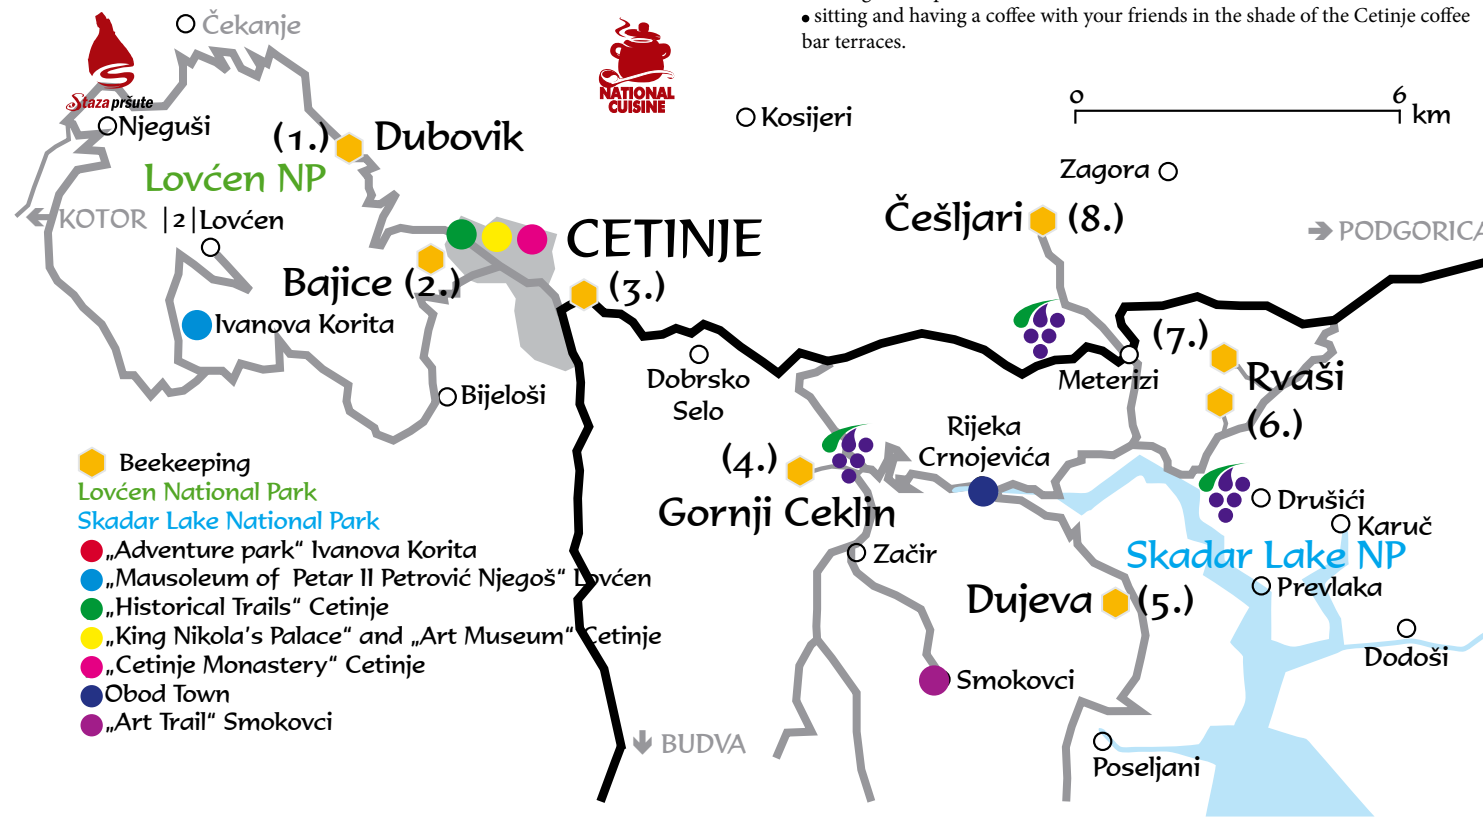 • sitting and having a coffee with your friends in the shade of the Cetinje coffee
bar terraces.
Čekanje
Staza pršute
NATIONAL
CUISINE
Njeguši
(1.) Dubovik
Kosijeri
0 6
km
Lovćen NP
Zagora
KOTOR |2| Lovćen
CETINJE
Češljari (8.)
PODGORICA
Bajice (2.)
(3.)
Ivanova Korita
(7.)
Dobrsko
Selo
Meterizi
Rvaši
Bijeloši
(6.)
Rijeka
Crnojevića
(4.)
Gornji Ceklin
Drušići
Karuč
Beekeeping
Lovćen National Park
Skadar Lake National Park
„Adventure park“ Ivanova Korita
„Mausoleum of Petar II Petrović Njegoš“ Lovćen
„Historical Trails“ Cetinje
„King Nikola's Palace“ and „Art Museum“ Cetinje
„Cetinje Monastery“ Cetinje
Obod Town
„Art Trail“ Smokovci
Začir
Skadar Lake NP
Prevlaka
Dujeva (5.)
Dodoši
Smokovci
BUDVA
Poseljani